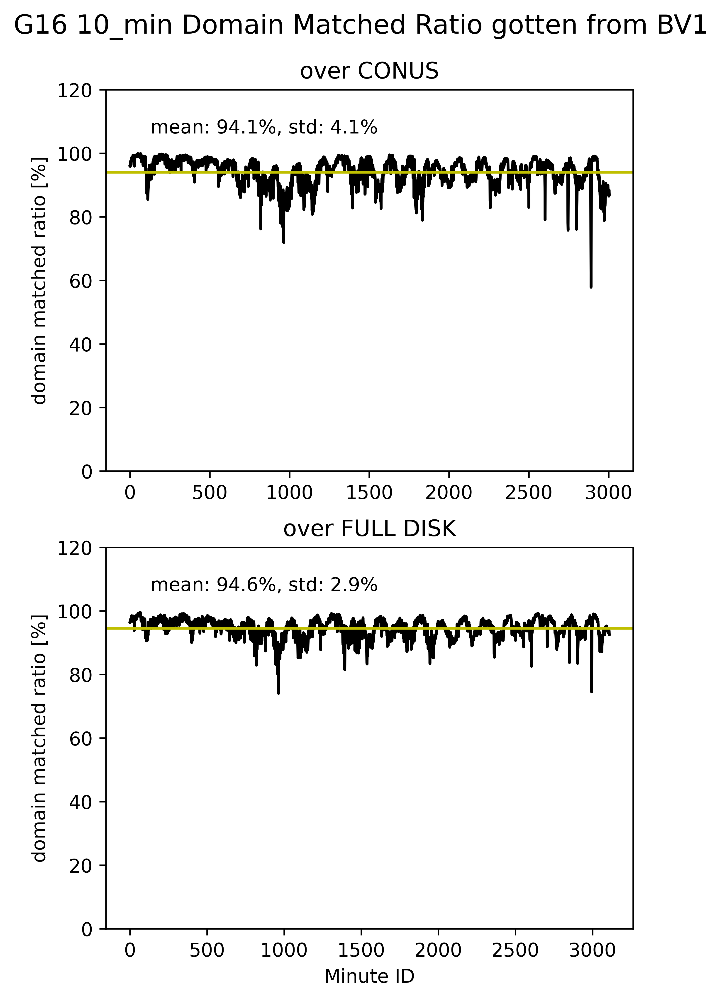 G16 10_min Domain Matched Ratio gotten from BV1
over CONUS
120
mean: 94.1%, std: 4.1%
100
80
60
40
20
0
domain matched ratio [%]
0 500 1000 1500 2000 2500 3000
over FULL DISK
120
mean: 94.6%, std: 2.9%
100
80
60
40
20
0
domain matched ratio [%]
0 500 1000 1500 2000 2500 3000
Minute ID